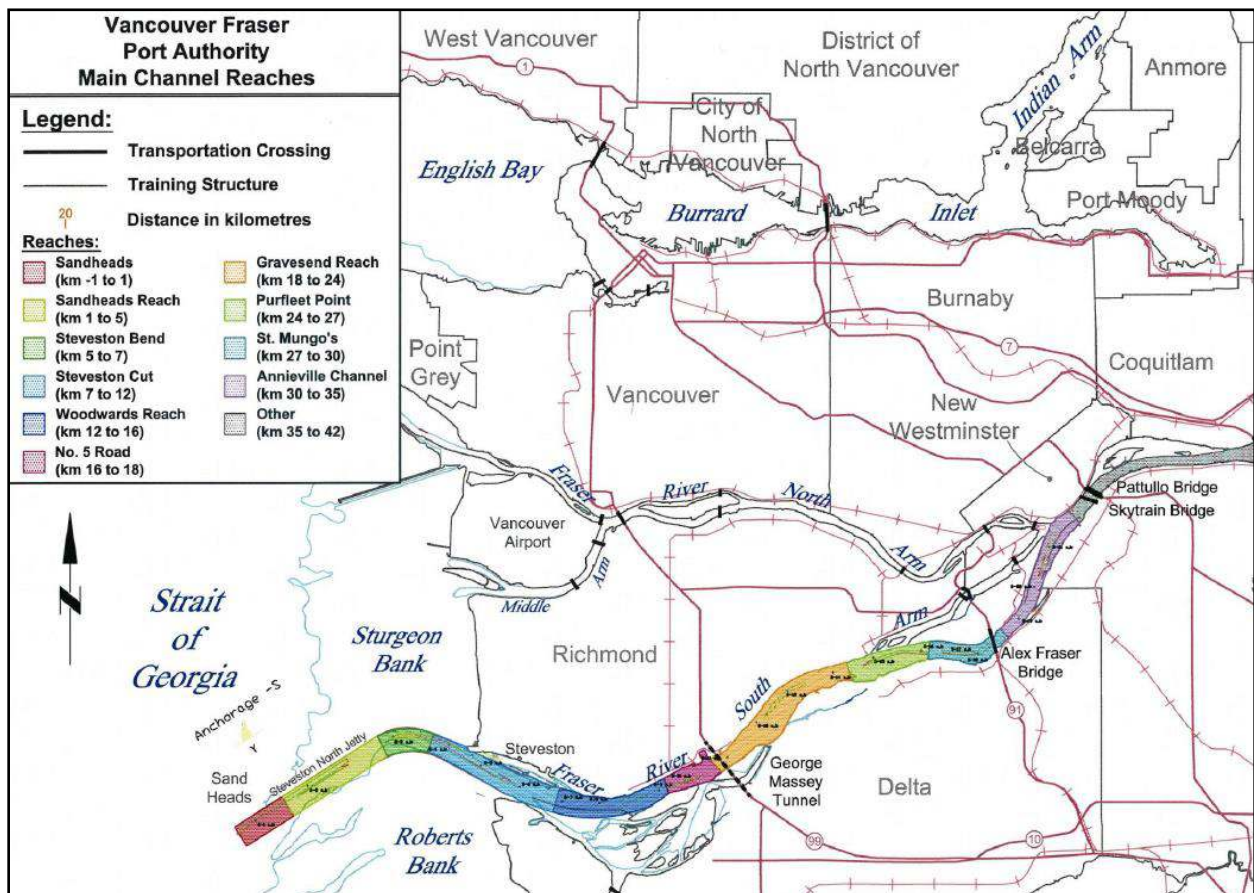 Vancouver Fraser
Port Authority
Main Channel Reaches
Legend:
Transportation Crossing
Training Structure
20
Distance in kilometres
Reaches:
Sandheads
(km -1 to 1)
Sandheads Reach
(km 1 to 5)
Steveston Bend
(km 5 to 7)
Steveston Cut
(km 7 to 12)
Woodwards Reach
(km 12 to 16)
No. 5 Road
(km 16 to 18)
Gravesend Reach
(km 18 to 24)
Purfleet Point
(km 24 to 27)
St. Mungo's
(km 27 to 30)
Annieville Channel
(km 30 to 35)
Other
(km 35 to 42)
West Vancouver
1
District of
North Vancouver
Indian Arm
Anmore
City of
North
Vancouver
Belcarra
English Bay
Burrard
Inlet
Port Moody
Burnaby
Point
Grey
7
Coquitlam
Vancouver
New
Westminster
Fraser
River
North
Arm
Pattullo Bridge
Skytrain Bridge
Vancouver
Airport
Arm
Middle
N
Strait
of
Georgia
Sturgeon
Bank
Richmond
Arm
Alex Fraser
Bridge
South
91
Anchorage -S
Y
Steveston North Jetty
Steveston
Fraser
River
George
Massey
Tunnel
Sand
Heads
Delta
Roberts
Bank
99
10